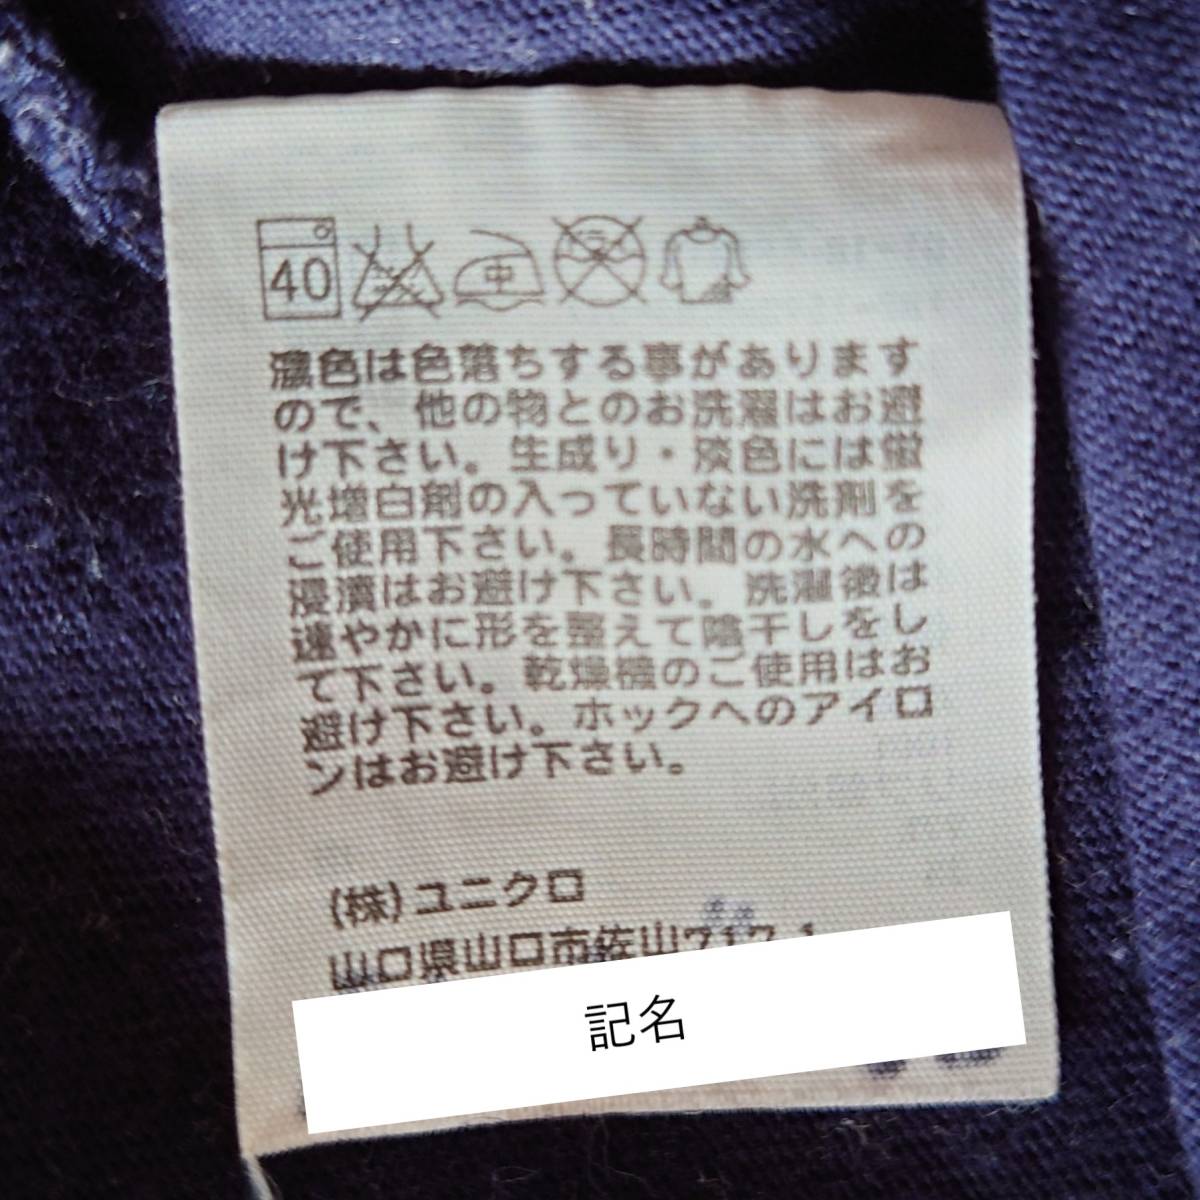 40
中
濃色は色落ちする事があります
ので、他の物とのお洗濯はお避
け下さい。生成り・淡色には蛍
光増白剤の入っていない洗剤を
ご使用下さい。長時間の水への
浸漬はお避け下さい。洗濯後は
速やかに形を整えて陰干しをし
て下さい。乾燥機のご使用はお
避け下さい。ホックへのアイロ
ンはお避け下さい。
(株)ユニクロ
山口県山口市佐山717-1
記名